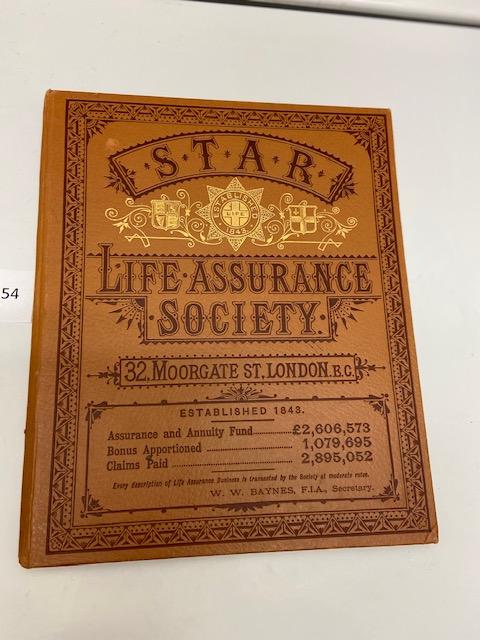 S.T.A.R.
ESTABLISHED
LIFE
1843.
LIFE ASSURANCE
SOCIETY.
54
32, MOORGATE ST, LONDON. E.C.
ESTABLISHED 1843.
Assurance and Annuity Fund........ £2,606,573
Bonus Apportioned........ 1,079,695
Claims Paid........ 2,895,052
Every description of Life Assurance Business is transacted by the Society at moderate rates.
W. W. BAYNES, F.I.A., Secretary.